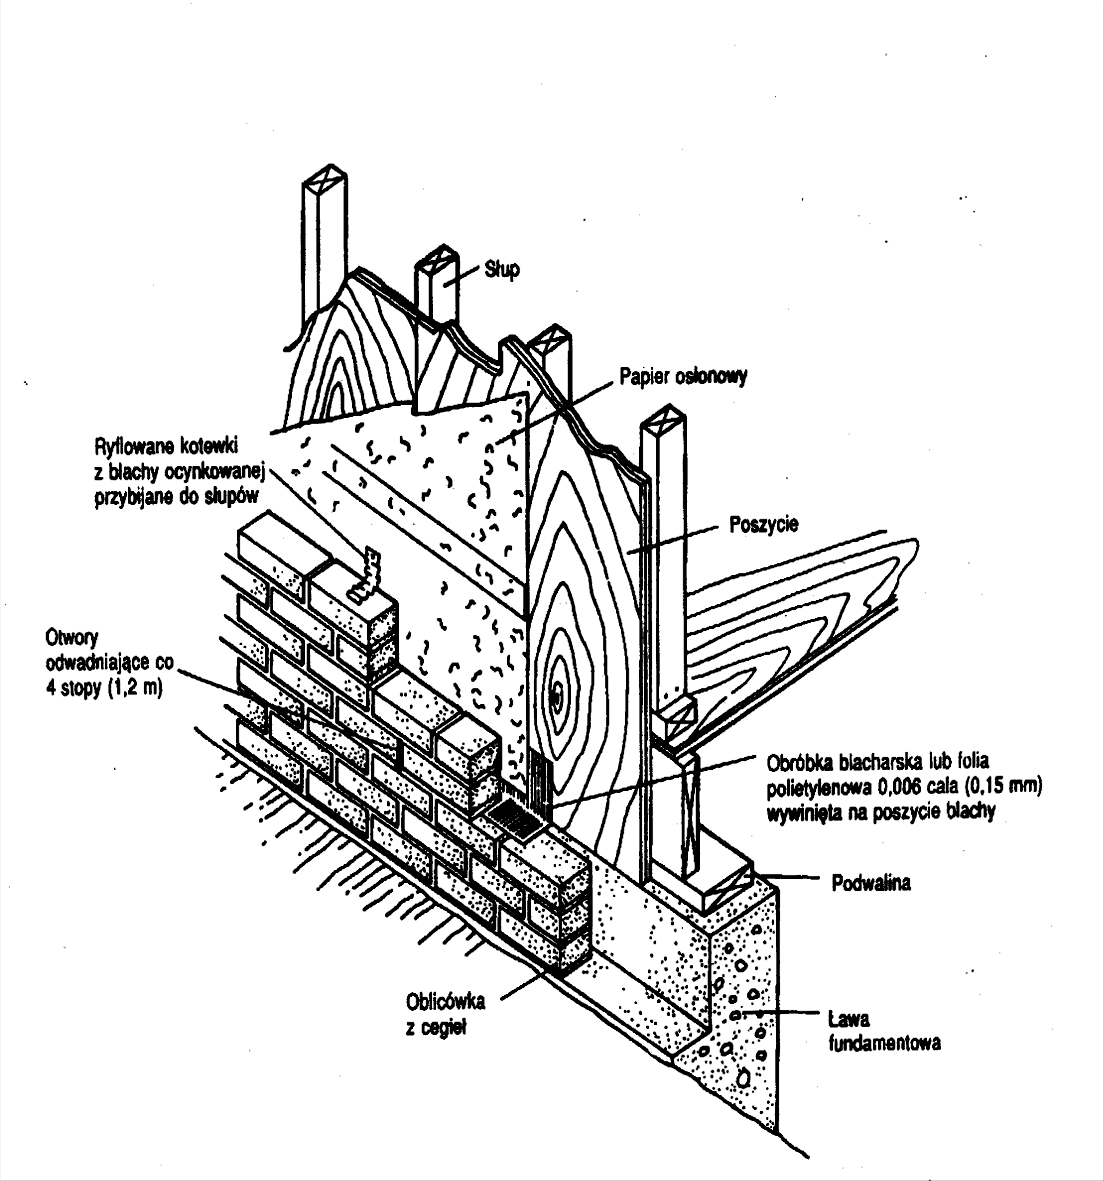 Słup
Papier osłonowy
Ryflowane kotewki
z blachy ocynkowanej
przybijane do słupów
Poszycie
Otwory
odwadniające co
4 stopy (1,2 m)
Obróbka blacharska lub folia
polietylenowa 0,006 cala (0,15 mm)
wywinięta na poszycie blachy
Podwalina
Oblicówka
z cegieł
Ława
fundamentowa